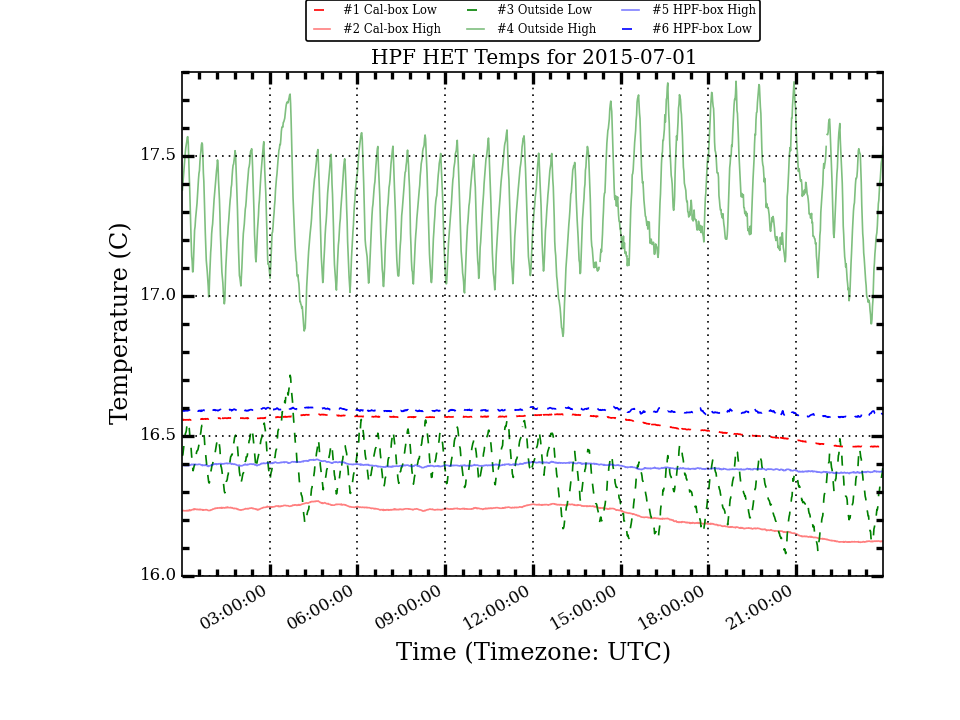 #1 Cal-box Low #3 Outside Low #5 HPF-box High
#2 Cal-box High #4 Outside High #6 HPF-box Low
HPF HET Temps for 2015-07-01
17.5
17.0
16.5
16.0
Temperature (C)
03:00:00 06:00:00 09:00:00 12:00:00 15:00:00 18:00:00 21:00:00
Time (Timezone: UTC)